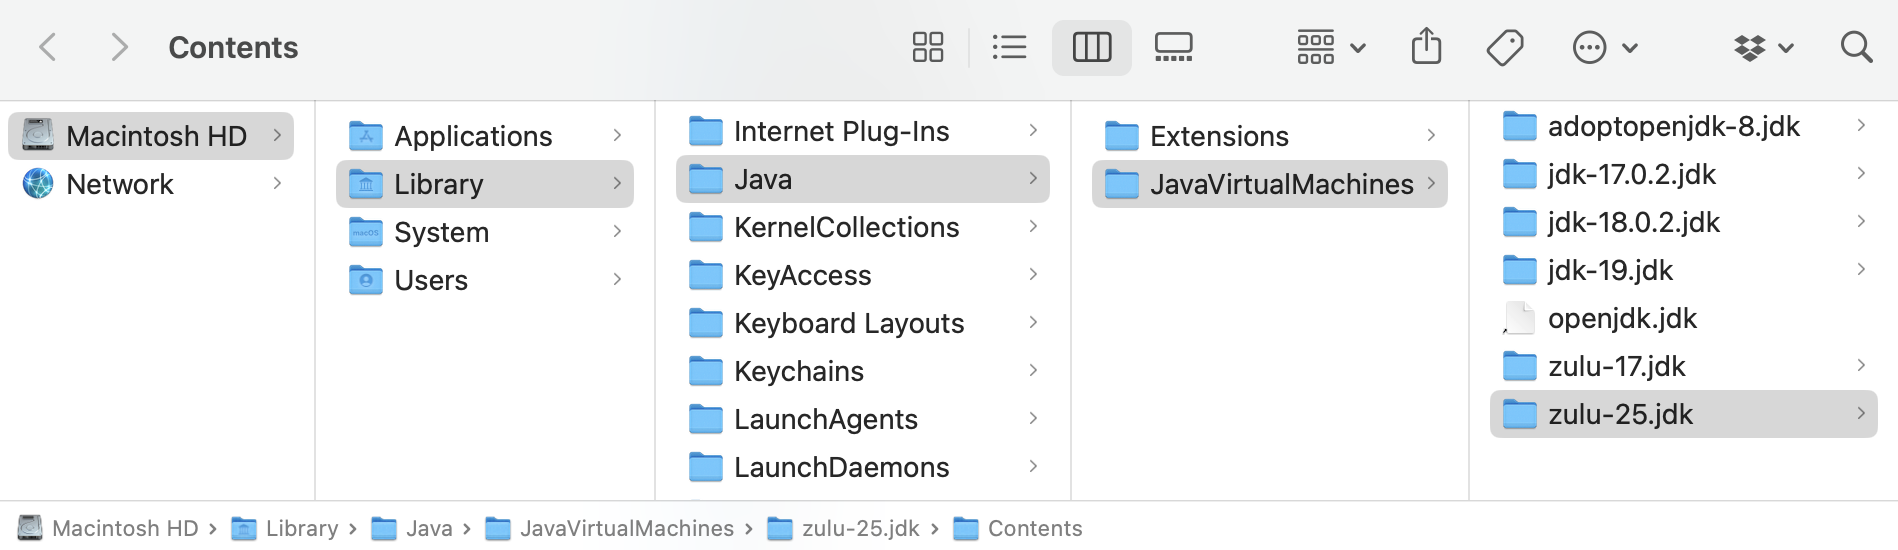 Contents
Macintosh HD
Network
Applications
Library
System
Users
Internet Plug-Ins
Java
KernelCollections
KeyAccess
Keyboard Layouts
Keychains
LaunchAgents
LaunchDaemons
Extensions
JavaVirtualMachines
adoptopenjdk-8.jdk
jdk-17.0.2.jdk
jdk-18.0.2.jdk
jdk-19.jdk
openjdk.jdk
zulu-17.jdk
zulu-25.jdk
Macintosh HD › Library › Java › JavaVirtualMachines › zulu-25.jdk › Contents